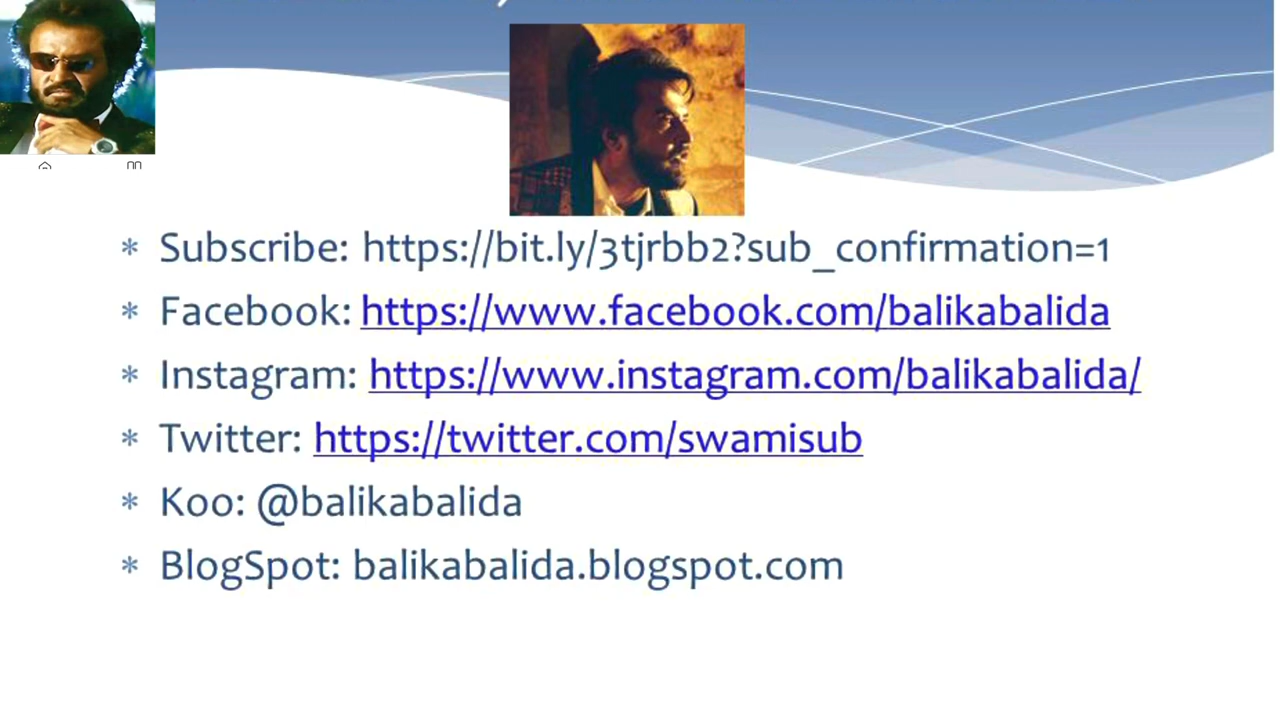 * Subscribe: https://bit.ly/3tjrbb2?sub_confirmation=1
* Facebook: https://www.facebook.com/balikabalida
* Instagram: https://www.instagram.com/balikabalida/
* Twitter: https://twitter.com/swamisub
* Koo: @balikabalida
* BlogSpot: balikabalida.blogspot.com